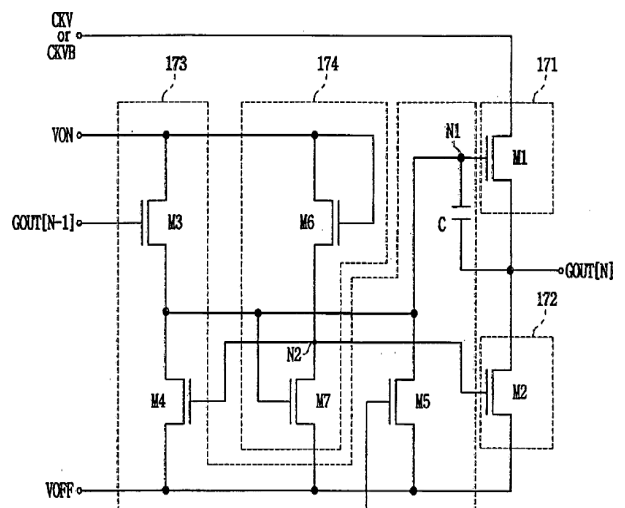 CKV
or
CKVB
173
174
171
VON
N1
M1
GOUT[N-1]
M3
M6
C
GOUT[N]
172
N2
M4
M7
M5
M2
VOFF